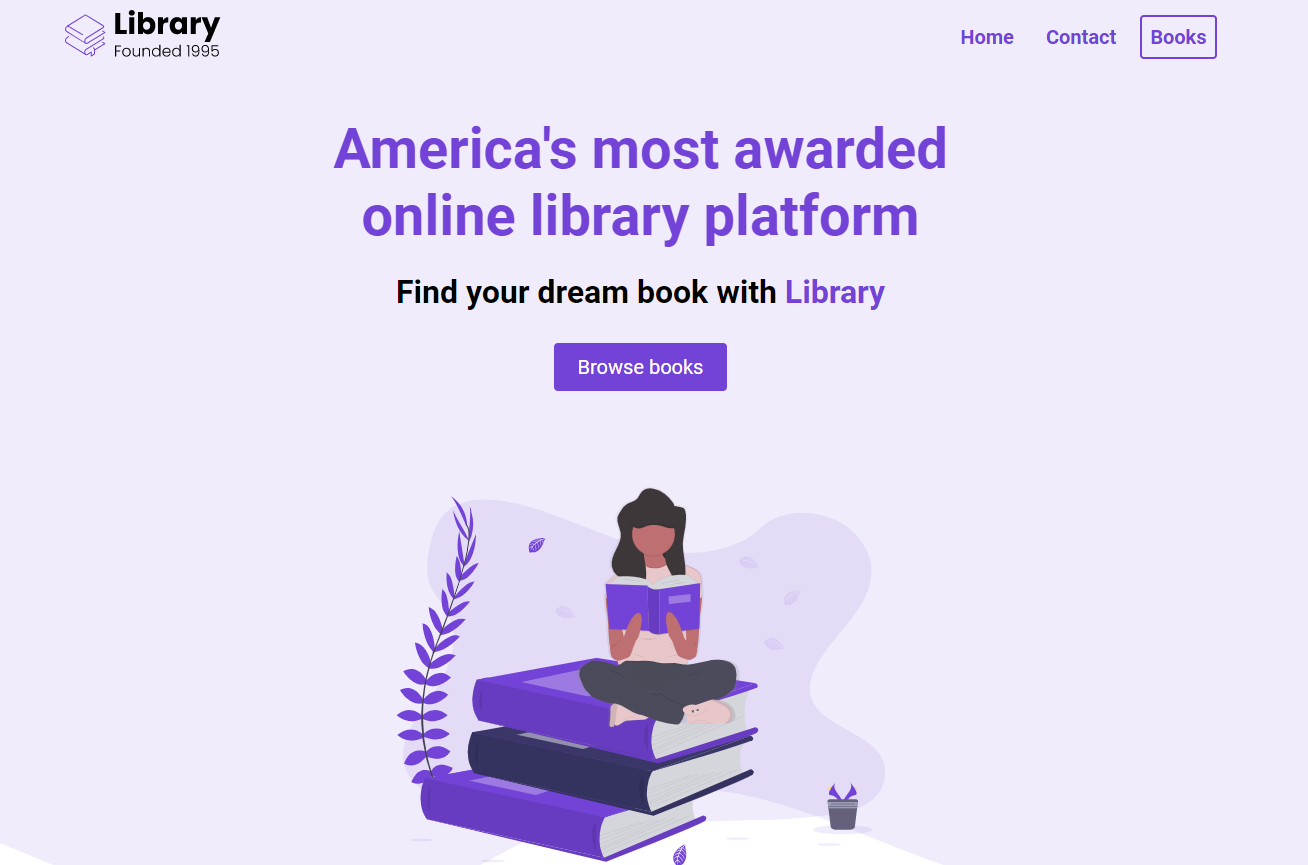 Library
Founded 1995
Home
Contact
Books
America's most awarded
online library platform
Find your dream book with Library
Browse books